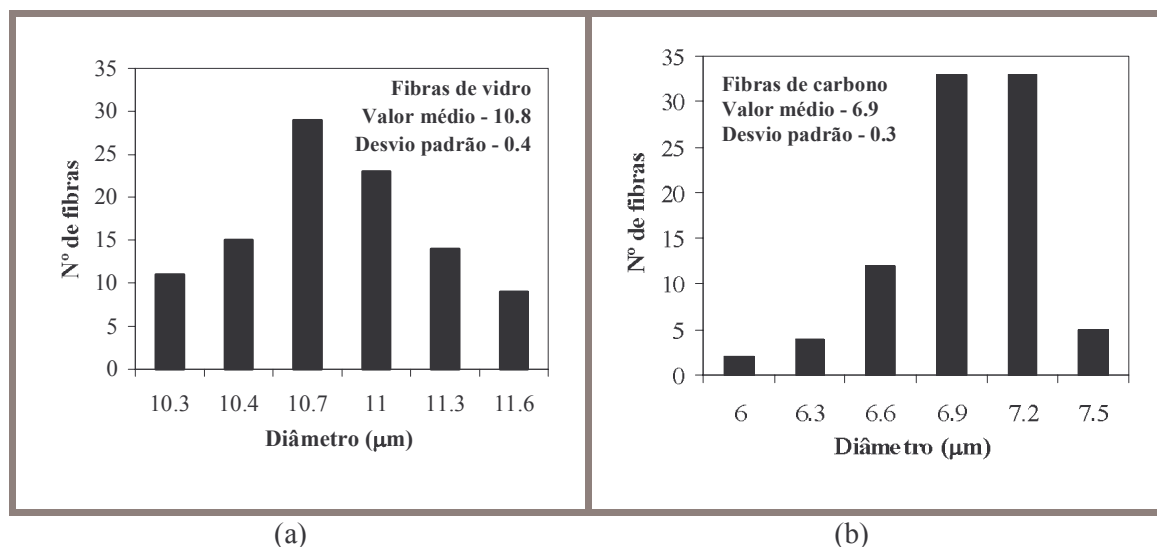 35
30
25
20
15
10
5
0
Nº de fibras
Fibras de vidro
Valor médio - 10.8
Desvio padrão - 0.4
10.3 10.4 10.7 11 11.3 11.6
Diâmetro (μm)
(a)
35
30
25
20
15
10
5
0
Nº de fibras
Fibras de carbono
Valor médio - 6.9
Desvio padrão - 0.3
6 6.3 6.6 6.9 7.2 7.5
Diâmetro (μm)
(b)